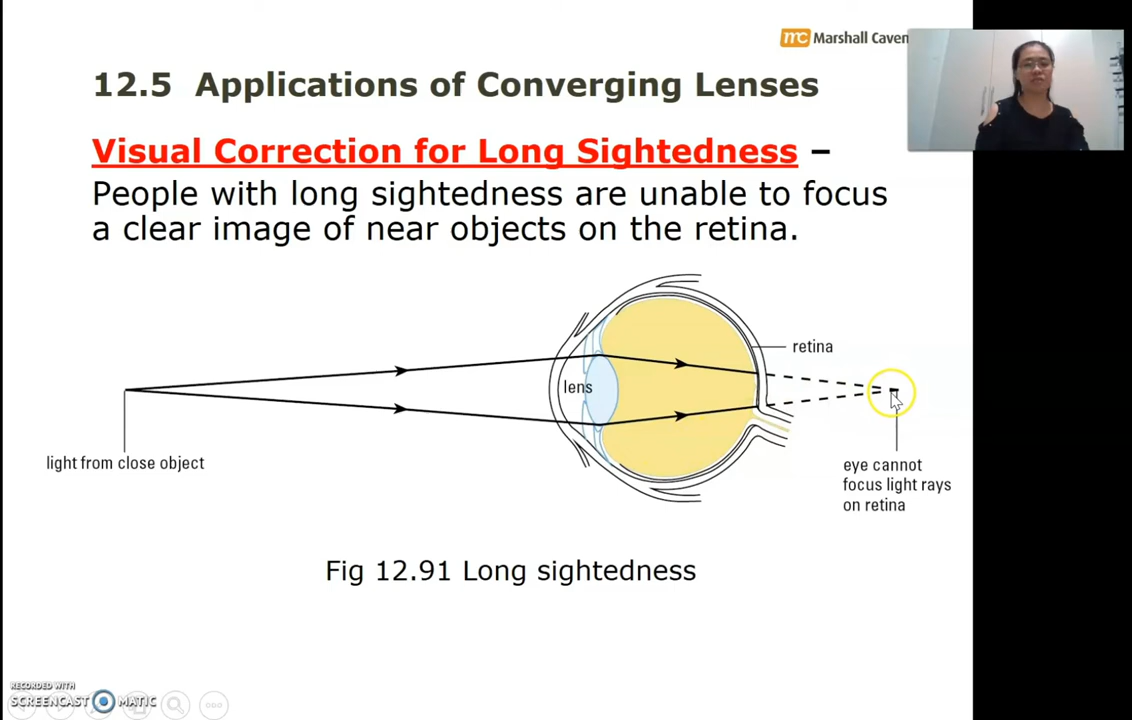 mc Marshall Caven
12.5 Applications of Converging Lenses
Visual Correction for Long Sightedness –
People with long sightedness are unable to focus
a clear image of near objects on the retina.
retina
lens
light from close object
eye cannot
focus light rays
on retina
Fig 12.91 Long sightedness
RECORDED WITH
SCREENCAST MATIC